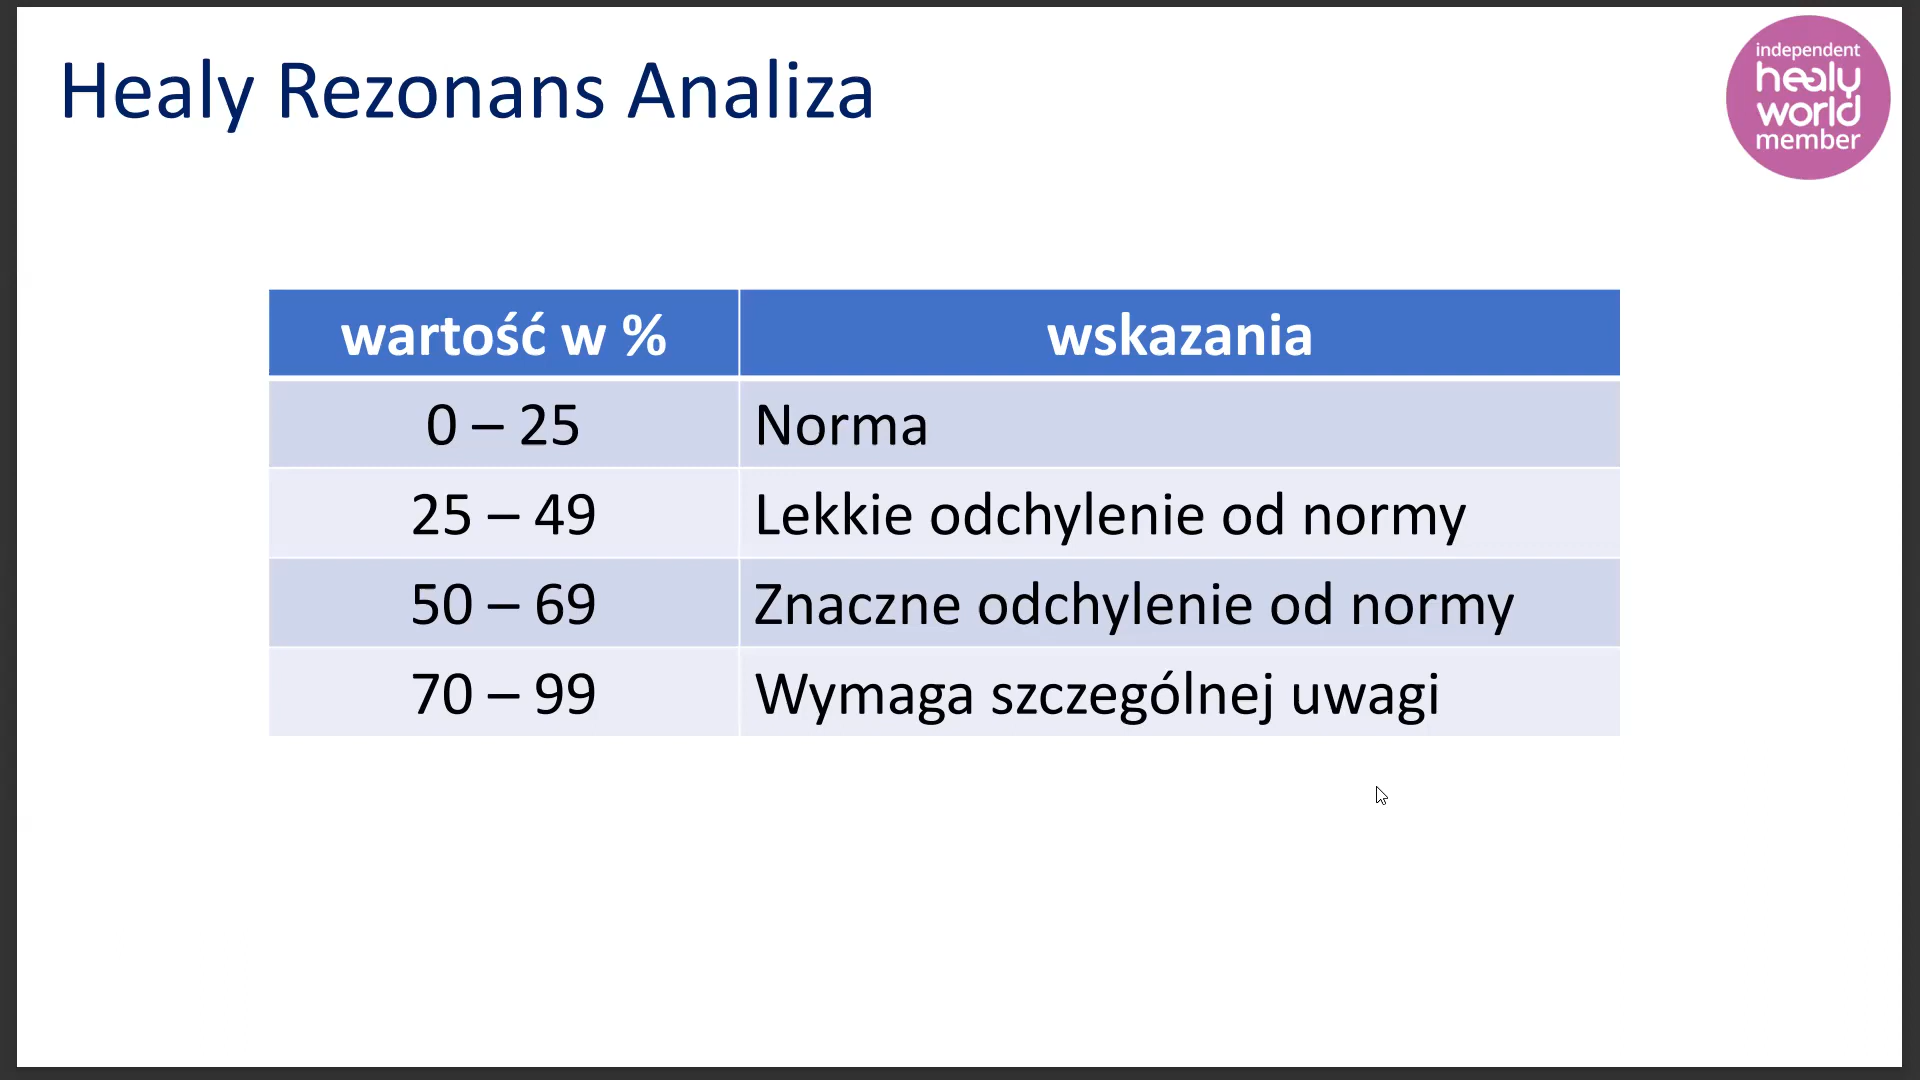 Healy Rezonans Analiza
independent
healy
world
member
wartość w %
wskazania
0 – 25
Norma
25 – 49
Lekkie odchylenie od normy
50 – 69
Znaczne odchylenie od normy
70 – 99
Wymaga szczególnej uwagi